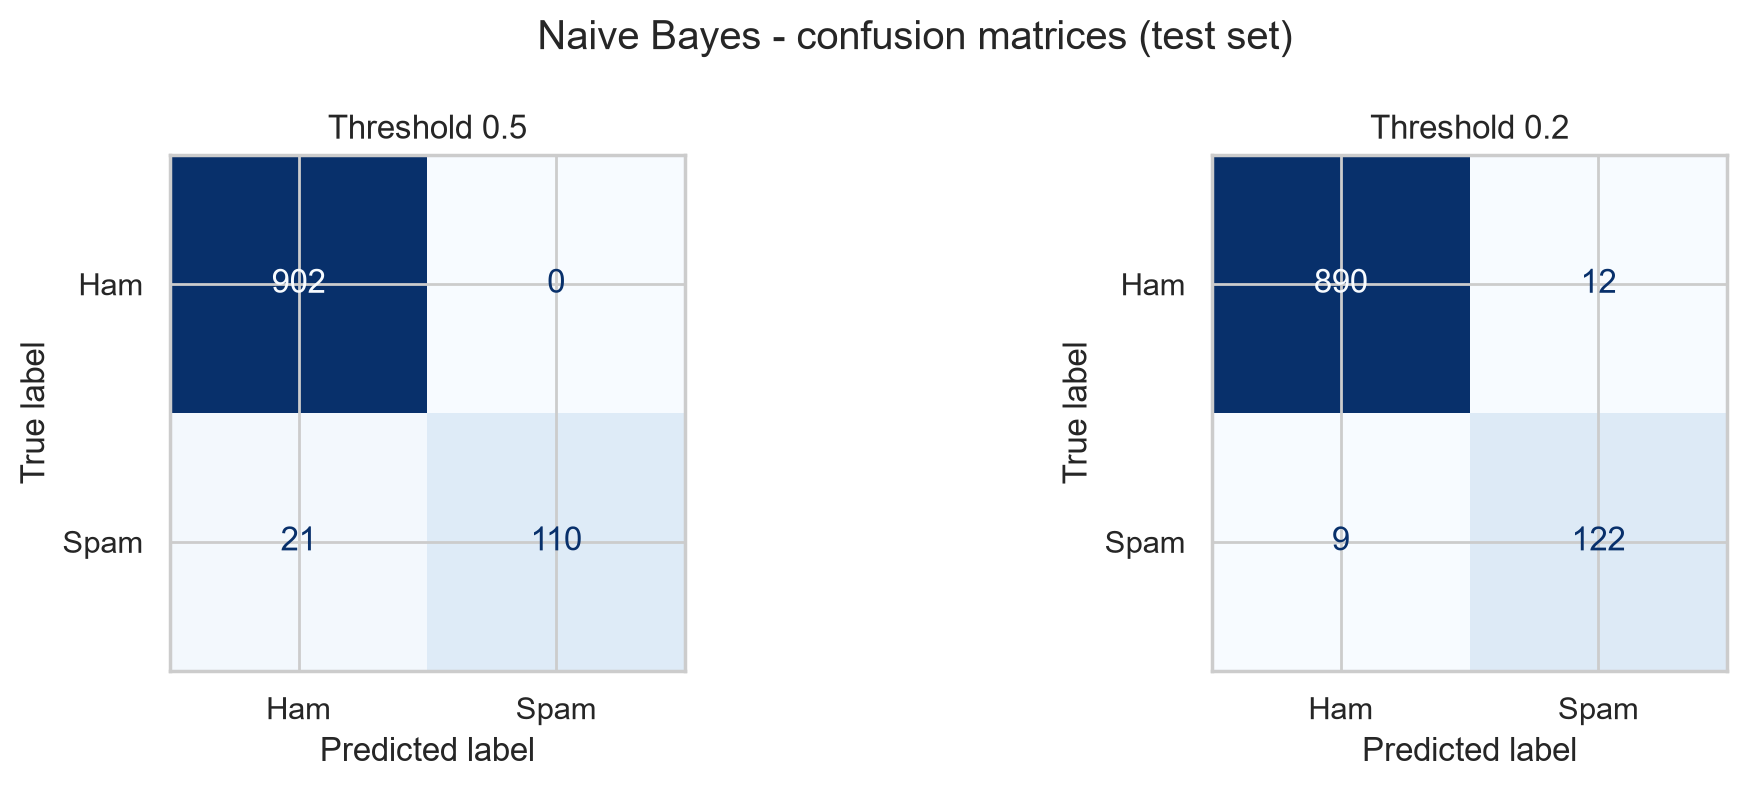 Naive Bayes - confusion matrices (test set)
Threshold 0.5
True label
Ham
902
0
Spam
21
110
Ham
Spam
Predicted label
Threshold 0.2
True label
Ham
890
12
Spam
9
122
Ham
Spam
Predicted label